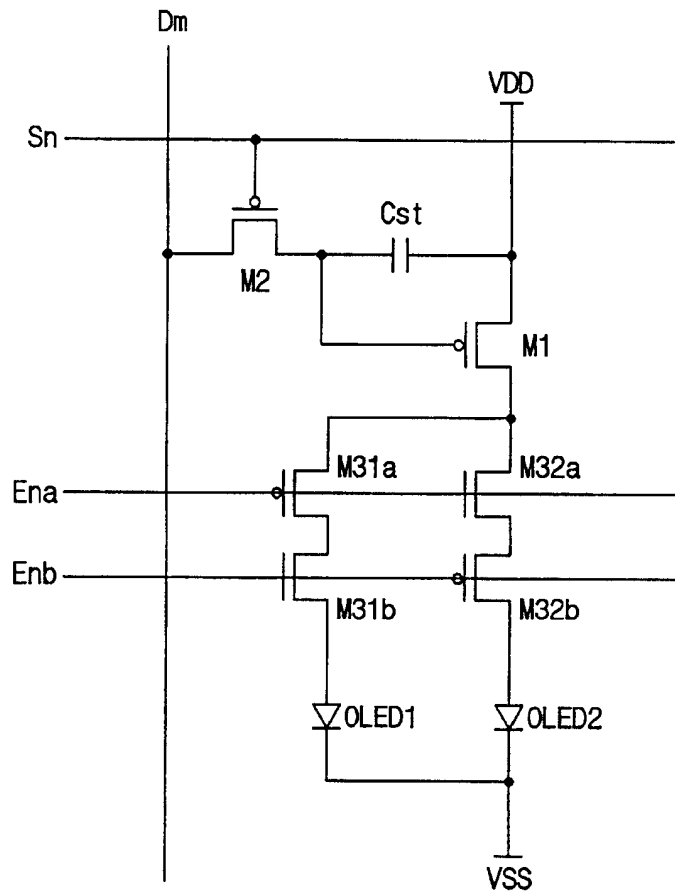 Dm
VDD
Sn
Cst
M2
M1
M31a
M32a
Ena
Enb
M31b
M32b
OLED1
OLED2
VSS